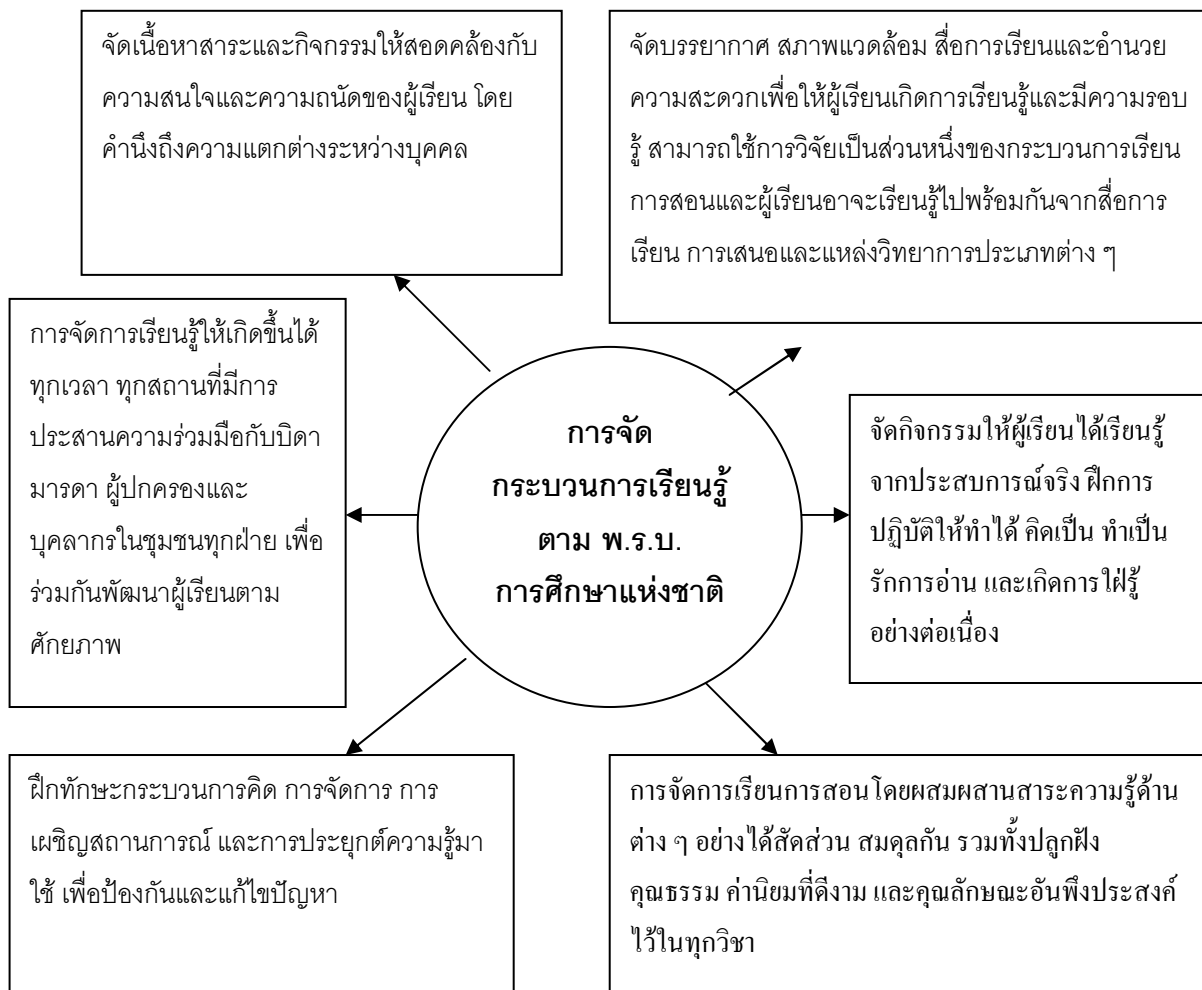 จัดเนื้อหาสาระและกิจกรรมให้สอดคล้องกับ
ความสนใจและความถนัดของผู้เรียน โดย
คำนึงถึงความแตกต่างระหว่างบุคคล
จัดบรรยากาศ สภาพแวดล้อม สื่อการเรียนและอำนวย
ความสะดวกเพื่อให้ผู้เรียนเกิดการเรียนรู้และมีความรอบ
รู้ สามารถใช้การวิจัยเป็นส่วนหนึ่งของกระบวนการเรียน
การสอนและผู้เรียนอาจะเรียนรู้ไปพร้อมกันจากสื่อการ
เรียน การเสนอและแหล่งวิทยาการประเภทต่าง ๆ
การจัดการเรียนรู้ให้เกิดขึ้นได้
ทุกเวลา ทุกสถานที่มีการ
ประสานความร่วมมือกับบิดา
มารดา ผู้ปกครองและ
บุคลากรในชุมชนทุกฝ่าย เพื่อ
ร่วมกันพัฒนาผู้เรียนตาม
ศักยภาพ
การจัด
กระบวนการเรียนรู้
ตาม พ.ร.บ.
การศึกษาแห่งชาติ
จัดกิจกรรมให้ผู้เรียนได้เรียนรู้
จากประสบการณ์จริง ฝึกการ
ปฏิบัติให้ทำได้ คิดเป็น ทำเป็น
รักการอ่าน และเกิดการใฝ่รู้
อย่างต่อเนื่อง
ฝึกทักษะกระบวนการคิด การจัดการ การ
เผชิญสถานการณ์ และการประยุกต์ความรู้มา
ใช้ เพื่อป้องกันและแก้ไขปัญหา
การจัดการเรียนการสอนโดยผสมผสานสาระความรู้ด้าน
ต่าง ๆ อย่างได้สัดส่วน สมดุลกัน รวมทั้งปลูกฝัง
คุณธรรม ค่านิยมที่ดีงาม และคุณลักษณะอันพึงประสงค์
ไว้ในทุกวิชา